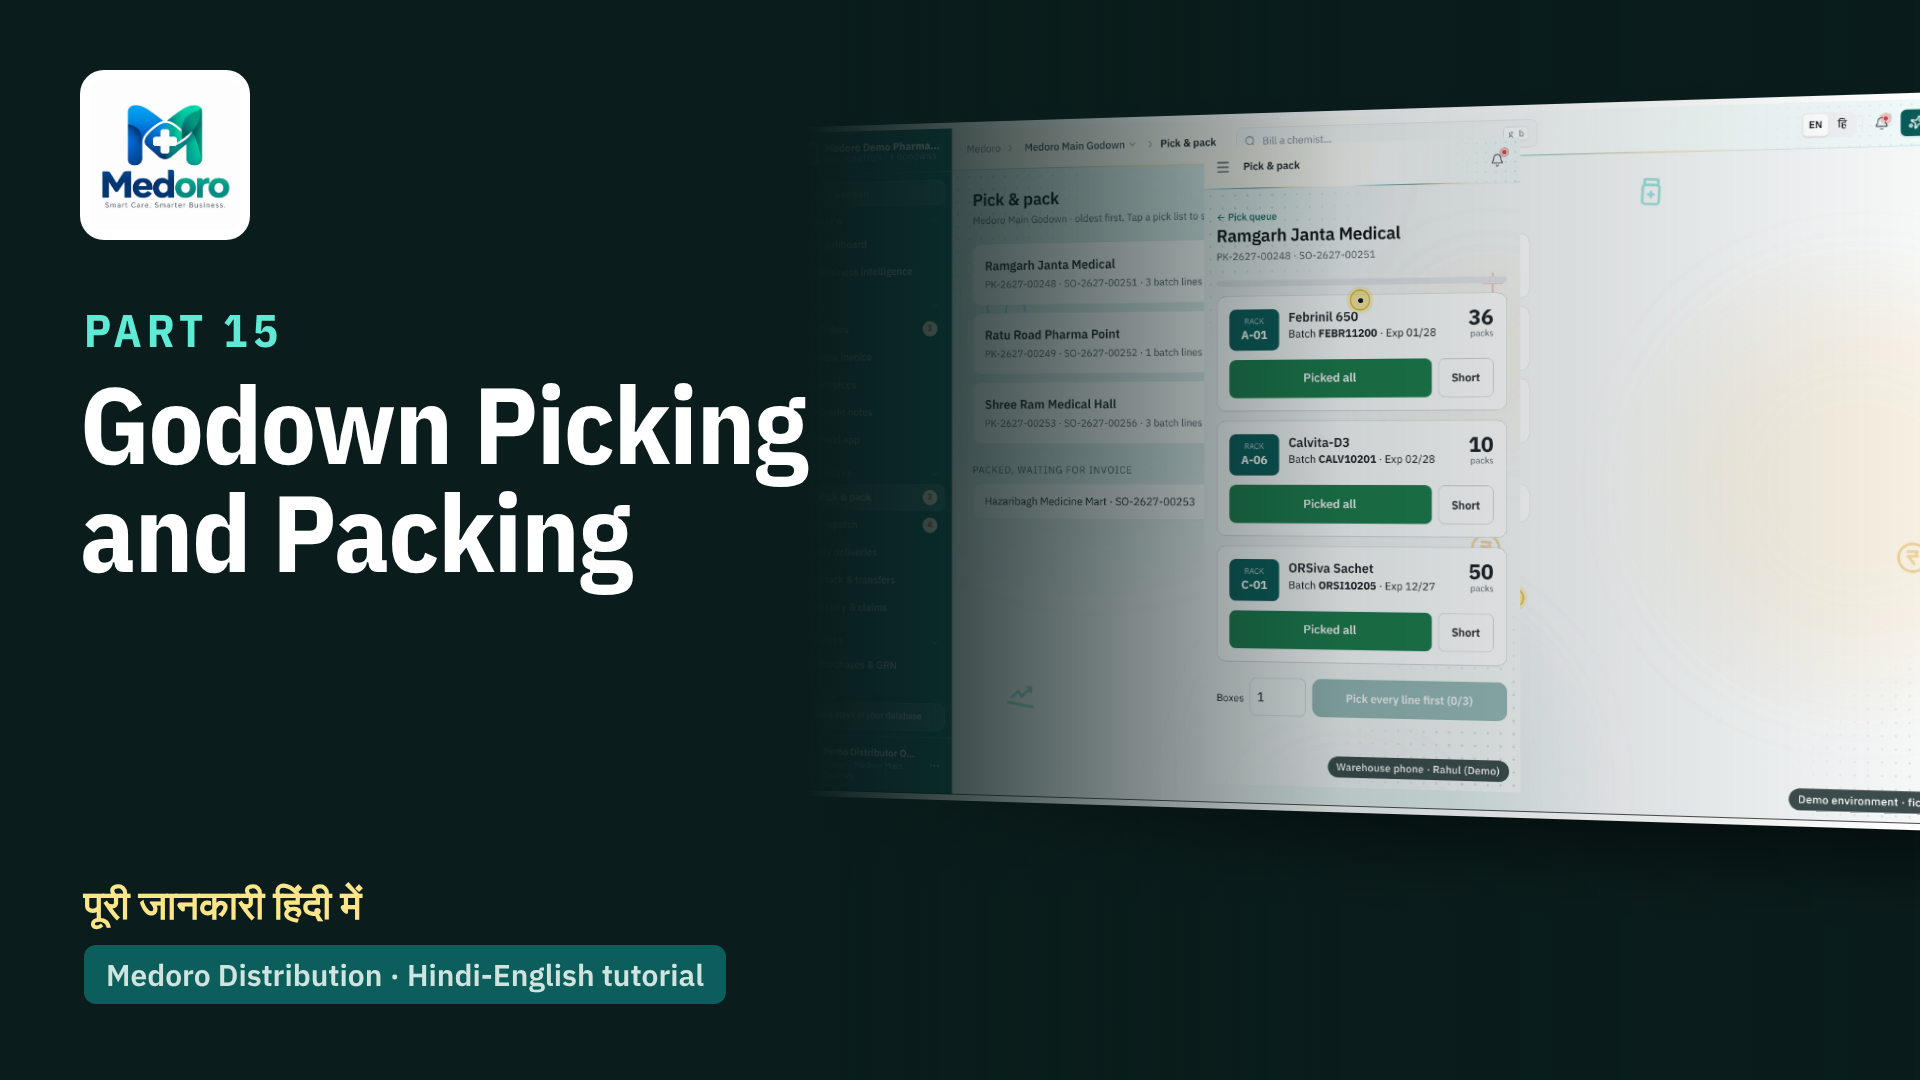 Medoro
Smart Care. Smarter Business.
PART 15
Godown Picking
and Packing
पूरी जानकारी हिंदी में
Medoro Distribution · Hindi-English tutorial
Medoro Demo Pharma...
Medoro › Medoro Main Godown › Pick & pack
Bill a chemist...
g b
EN हि
Pick & pack
Medoro Main Godown · oldest first. Tap a pick list to s
Ramgarh Janta Medical
PK-2627-00248 · SO-2627-00251 · 3 batch lines
Ratu Road Pharma Point
PK-2627-00249 · SO-2627-00252 · 1 batch lines
Shree Ram Medical Hall
PK-2627-00253 · SO-2627-00256 · 3 batch lines
PACKED, WAITING FOR INVOICE
Hazaribagh Medicine Mart · SO-2627-00253
Pick & pack
← Pick queue
Ramgarh Janta Medical
PK-2627-00248 · SO-2627-00251
RACK
A-01
Febrinil 650
Batch FEBR11200 · Exp 01/28
36
packs
Picked all
Short
RACK
A-06
Calvita-D3
Batch CALV10201 · Exp 02/28
10
packs
Picked all
Short
RACK
C-01
ORSiva Sachet
Batch ORSI10205 · Exp 12/27
50
packs
Picked all
Short
Boxes
1
Pick every line first (0/3)
Warehouse phone · Rahul (Demo)
Demo environment · fic